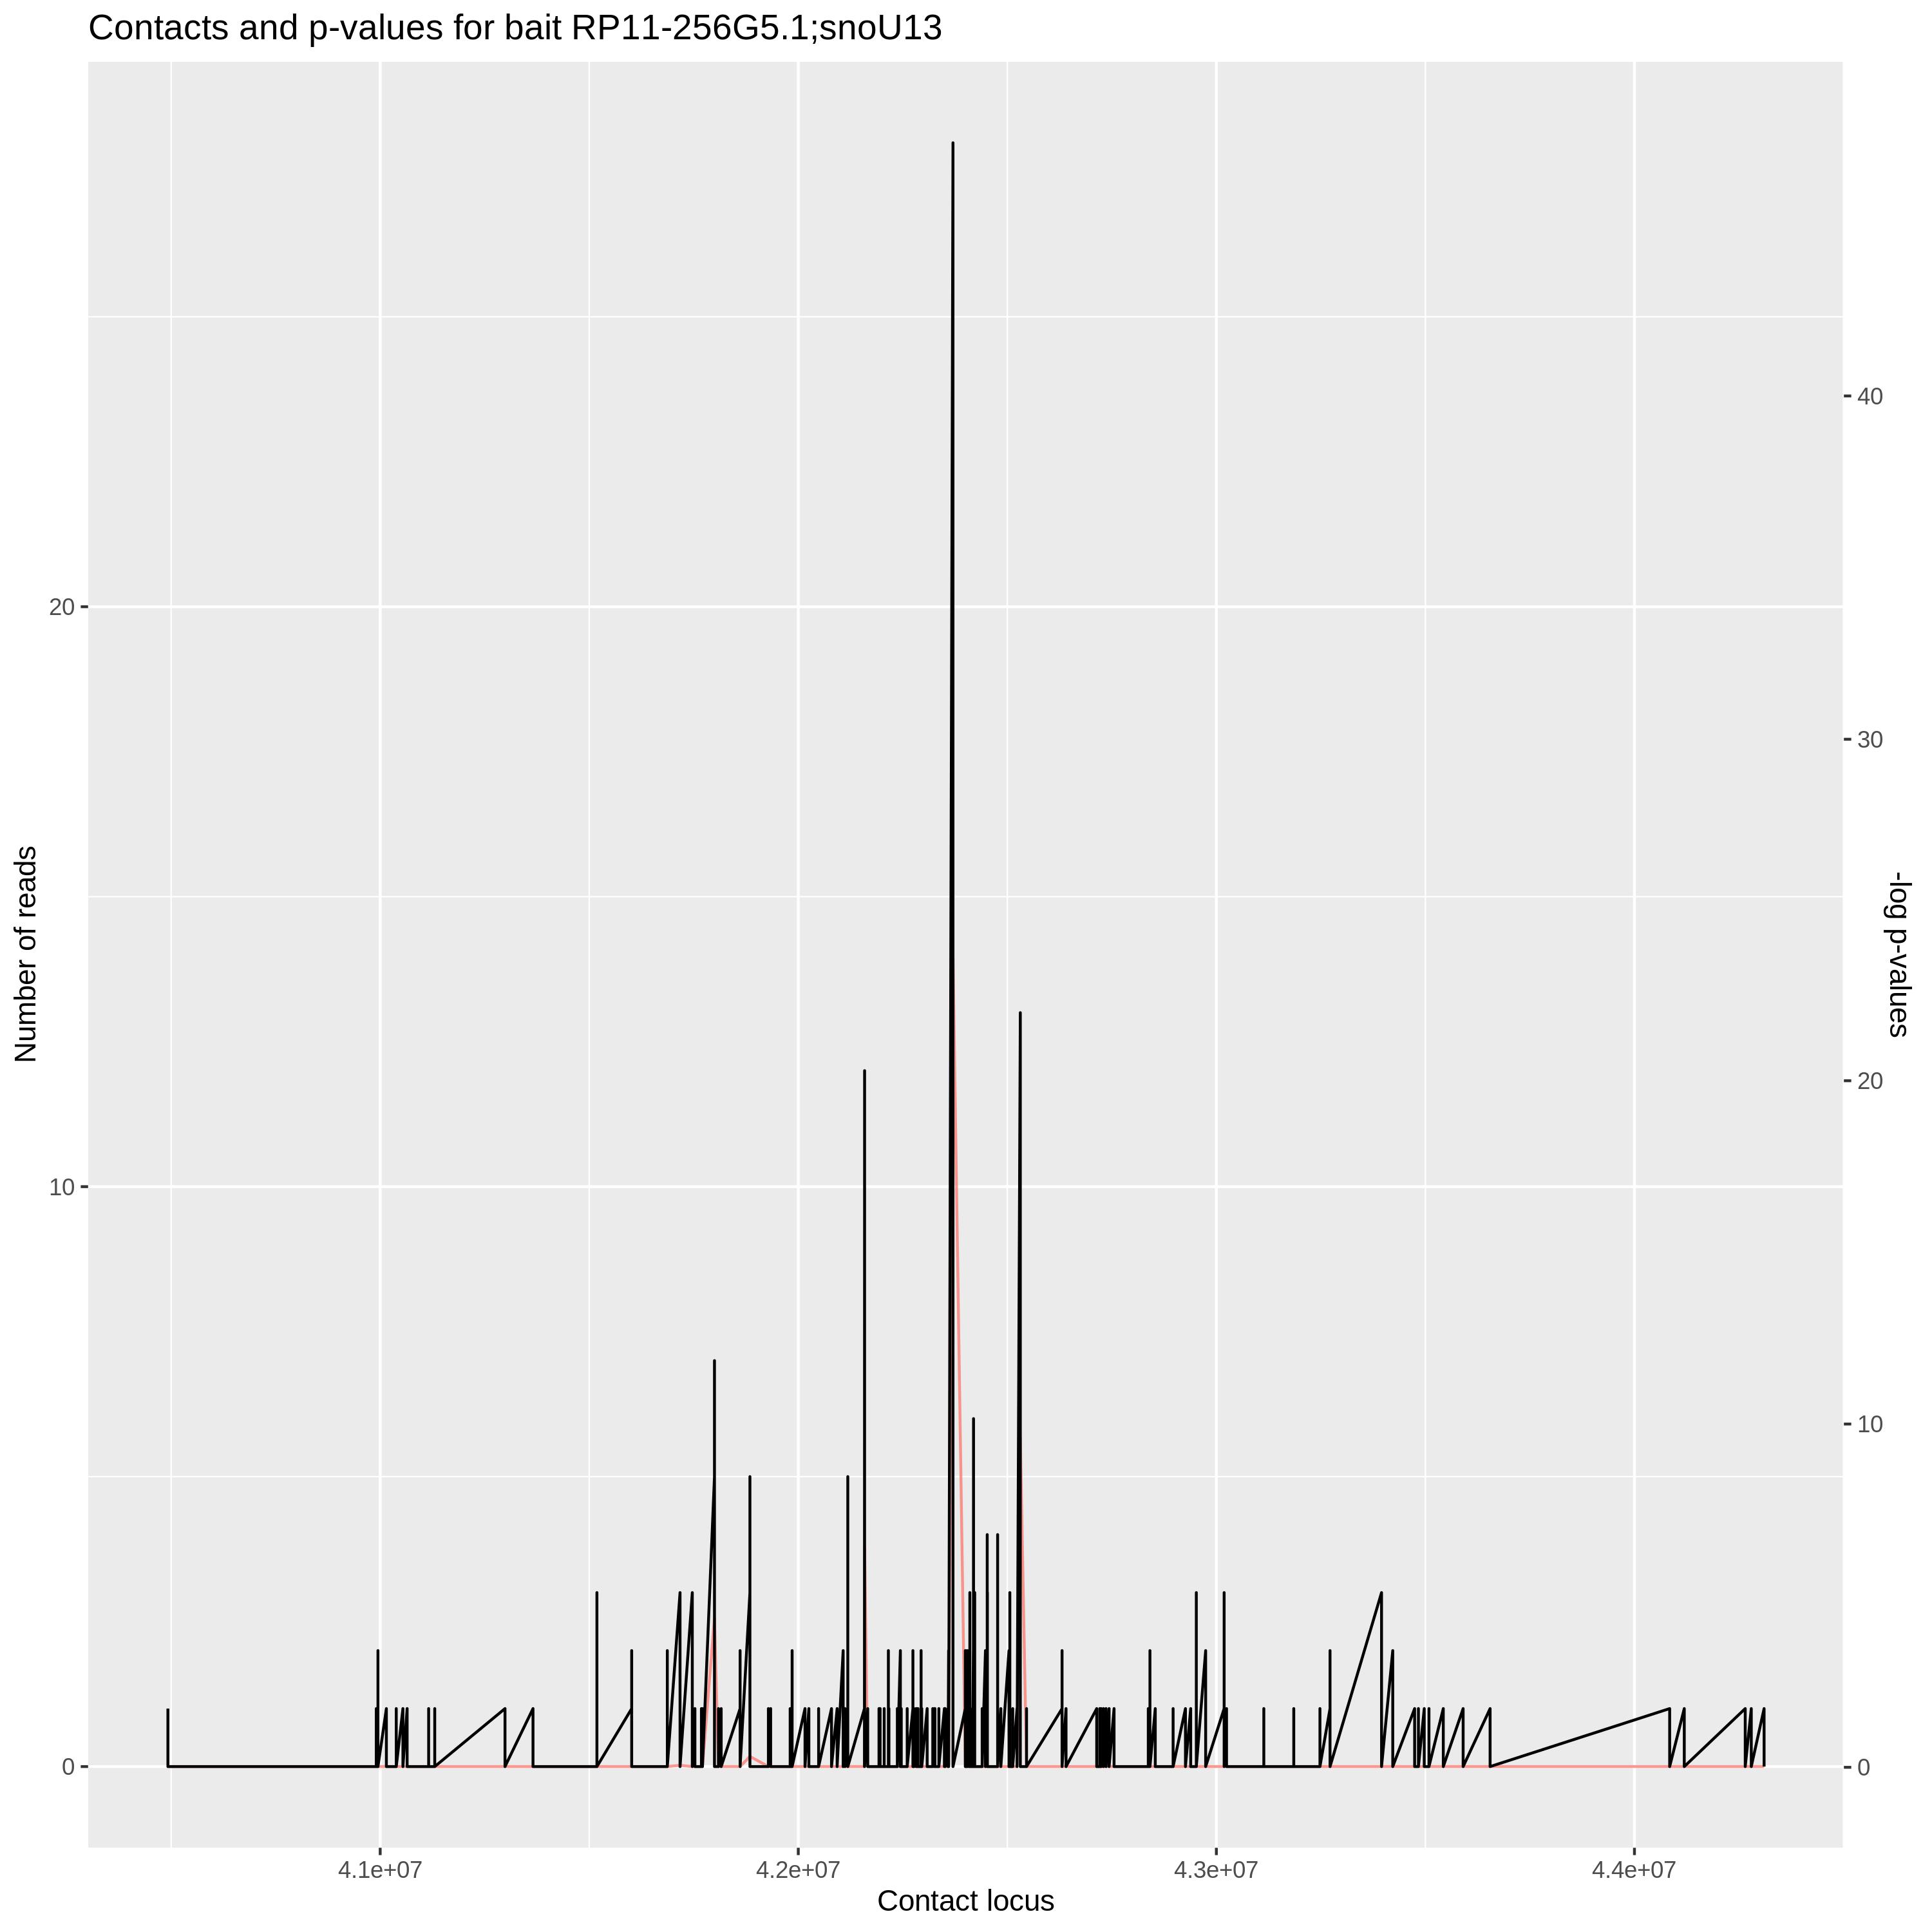 Contacts and p-values for bait RP11-256G5.1;snoU13
Number of reads
20
10
0
40
30
20
10
0
-log p-values
4.1e+07 4.2e+07 4.3e+07 4.4e+07
Contact locus